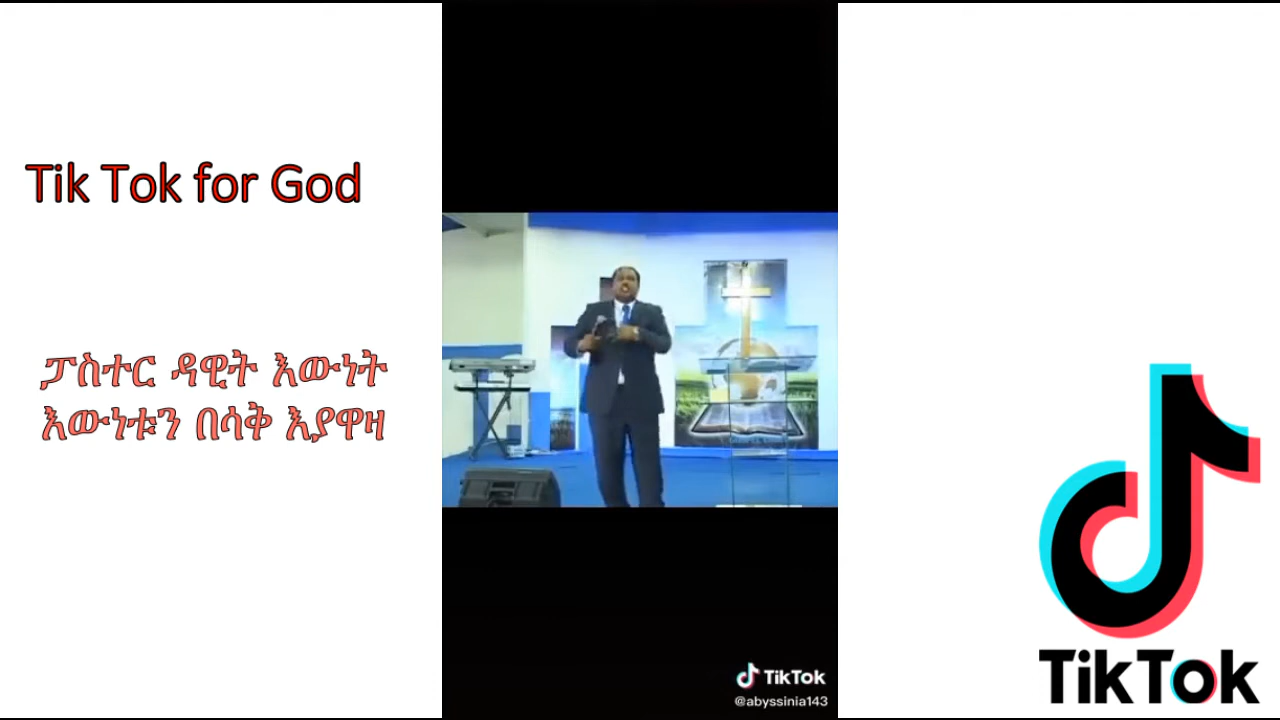 Tik Tok for God
ፓስተር ዳዊት እውነት
እውነቱን በሳቅ እያዋዛ
TikTok
@abyssinia143
TikTok